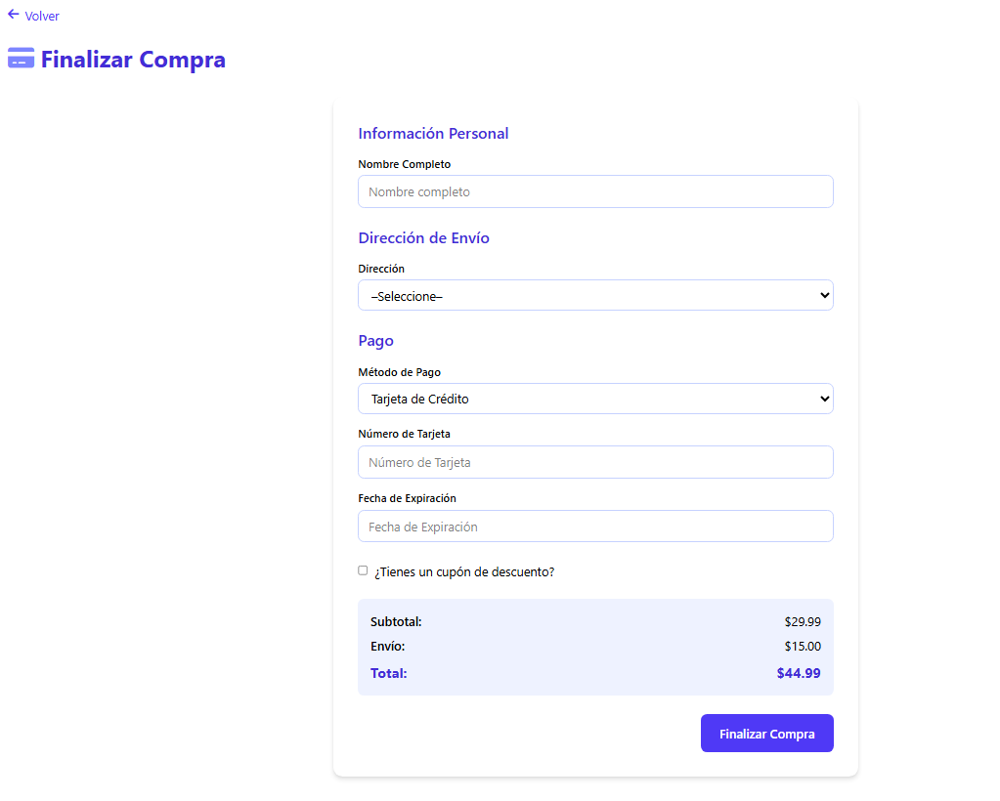 Volver
Finalizar Compra
Información Personal
Nombre Completo
Nombre completo
Dirección de Envío
Dirección
–Seleccione–
Pago
Método de Pago
Tarjeta de Crédito
Número de Tarjeta
Número de Tarjeta
Fecha de Expiración
Fecha de Expiración
¿Tienes un cupón de descuento?
Subtotal: $29.99
Envío: $15.00
Total: $44.99
Finalizar Compra